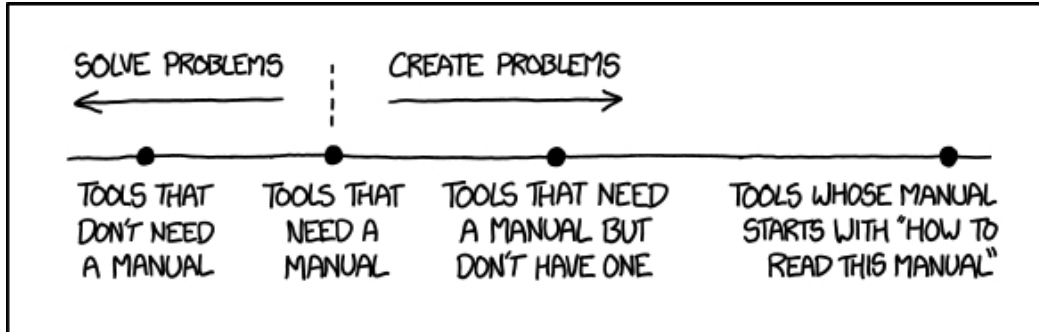 SOLVE PROBLEMS
CREATE PROBLEMS
TOOLS THAT
DON'T NEED
A MANUAL
TOOLS THAT
NEED A
MANUAL
TOOLS THAT NEED
A MANUAL BUT
DON'T HAVE ONE
TOOLS WHOSE MANUAL
STARTS WITH "HOW TO
READ THIS MANUAL"